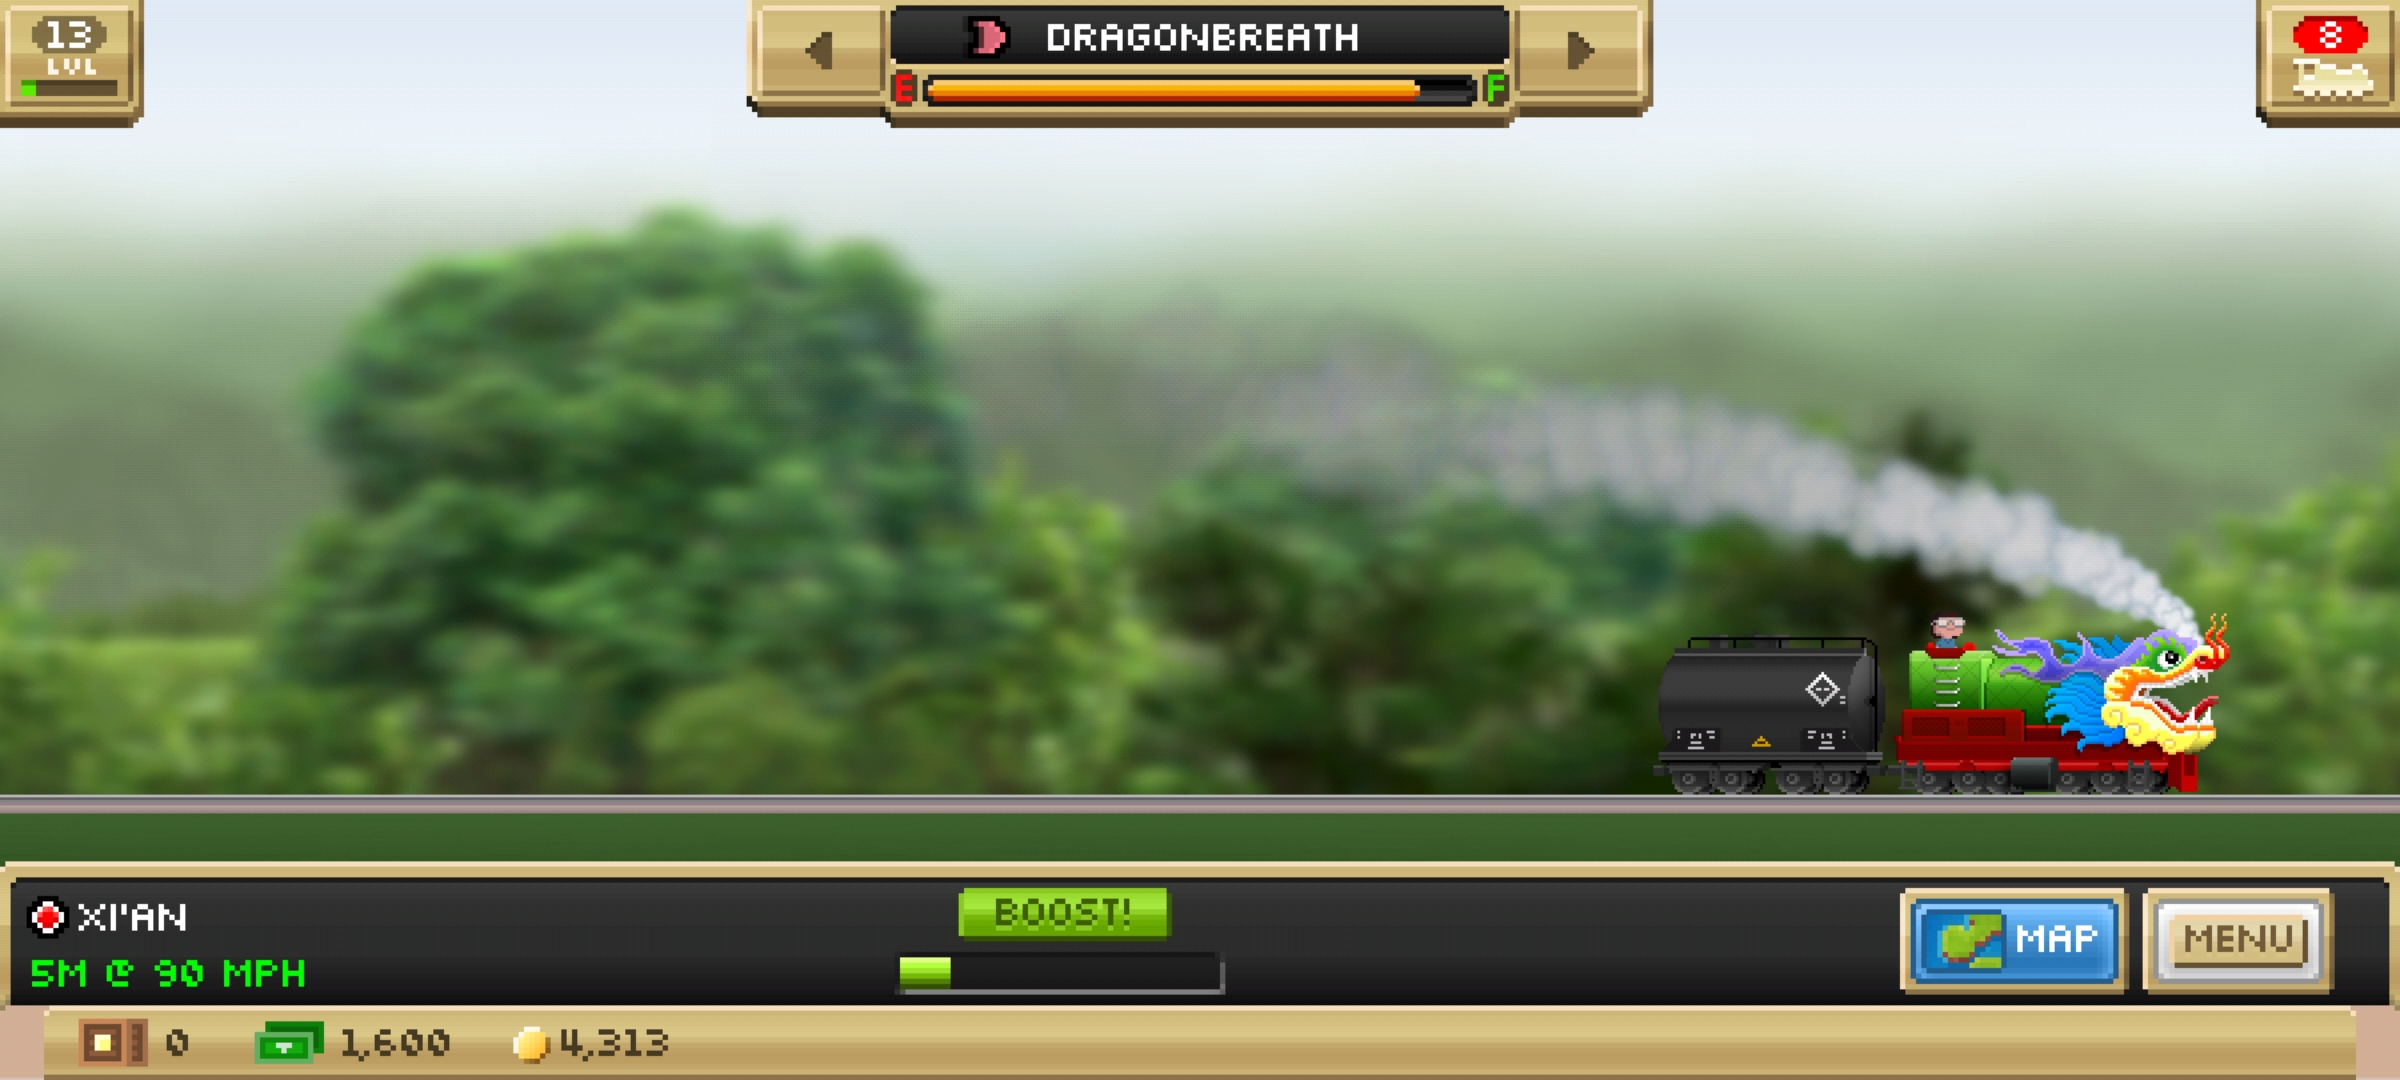 13
LVL
DRAGONBREATH
E F
8
XI'AN
5M @ 90 MPH
BOOST!
MAP
MENU
0
1,600
4,313